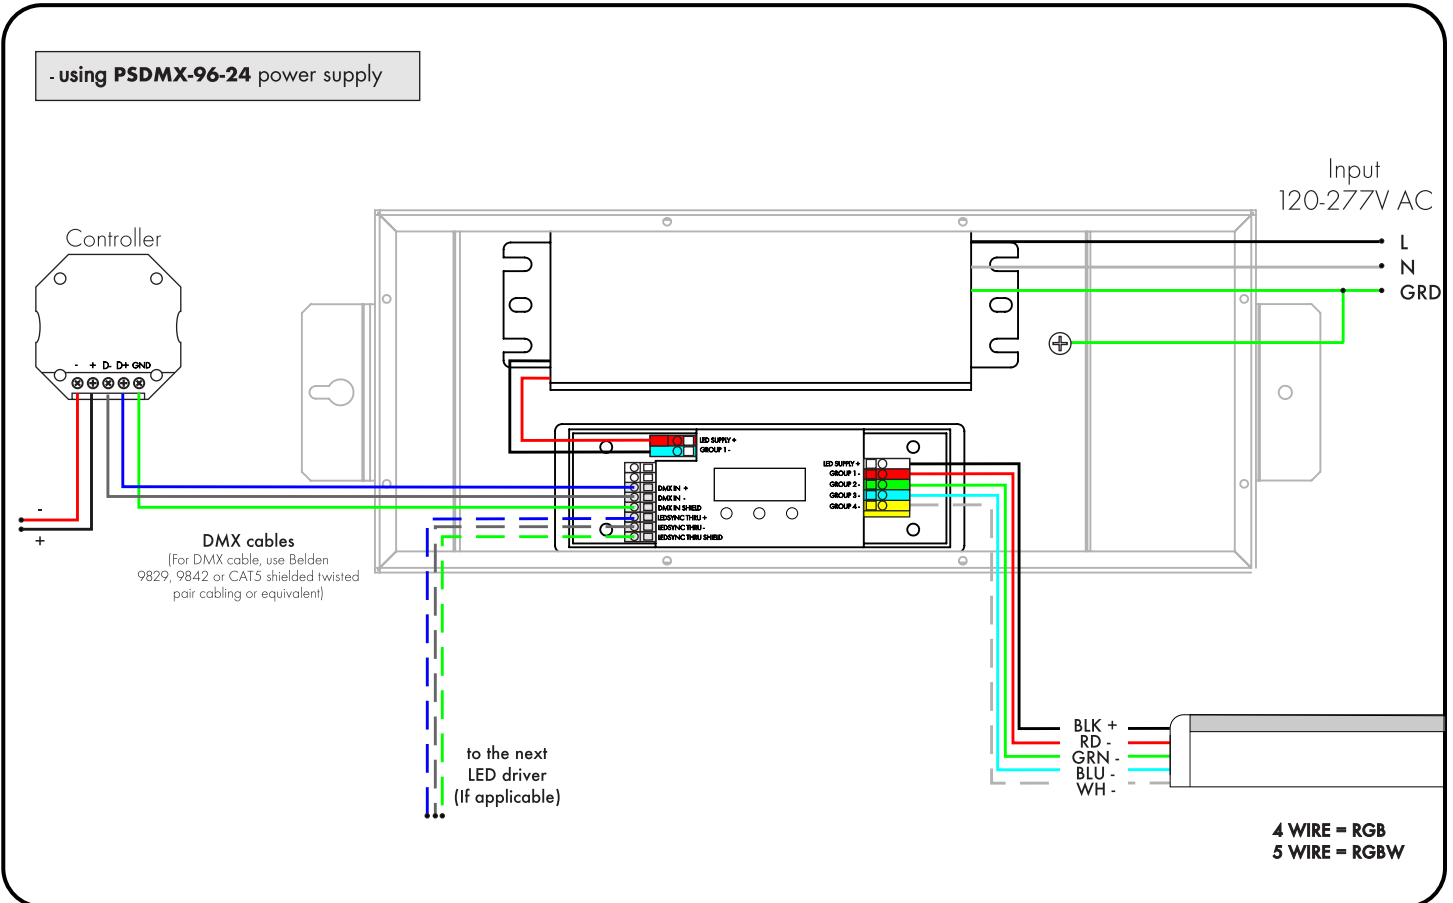 - using PSDMX-96-24 power supply
Input
120-277V AC
L
N
GRD
Controller
- + D- D+ GND
-
+
DMX cables
(For DMX cable, use Belden
9829, 9842 or CAT5 shielded twisted
pair cabling or equivalent)
LED SUPPLY +
GROUP 1 -
DMX IN +
DMX IN -
DMX IN SHIELD
LEDSYNC THRU +
LEDSYNC THRU -
LEDSYNC THRU SHIELD
LED SUPPLY +
GROUP 1 -
GROUP 2 -
GROUP 3 -
GROUP 4 -
to the next
LED driver
(If applicable)
BLK +
RD -
GRN -
BLU -
WH -
4 WIRE = RGB
5 WIRE = RGBW